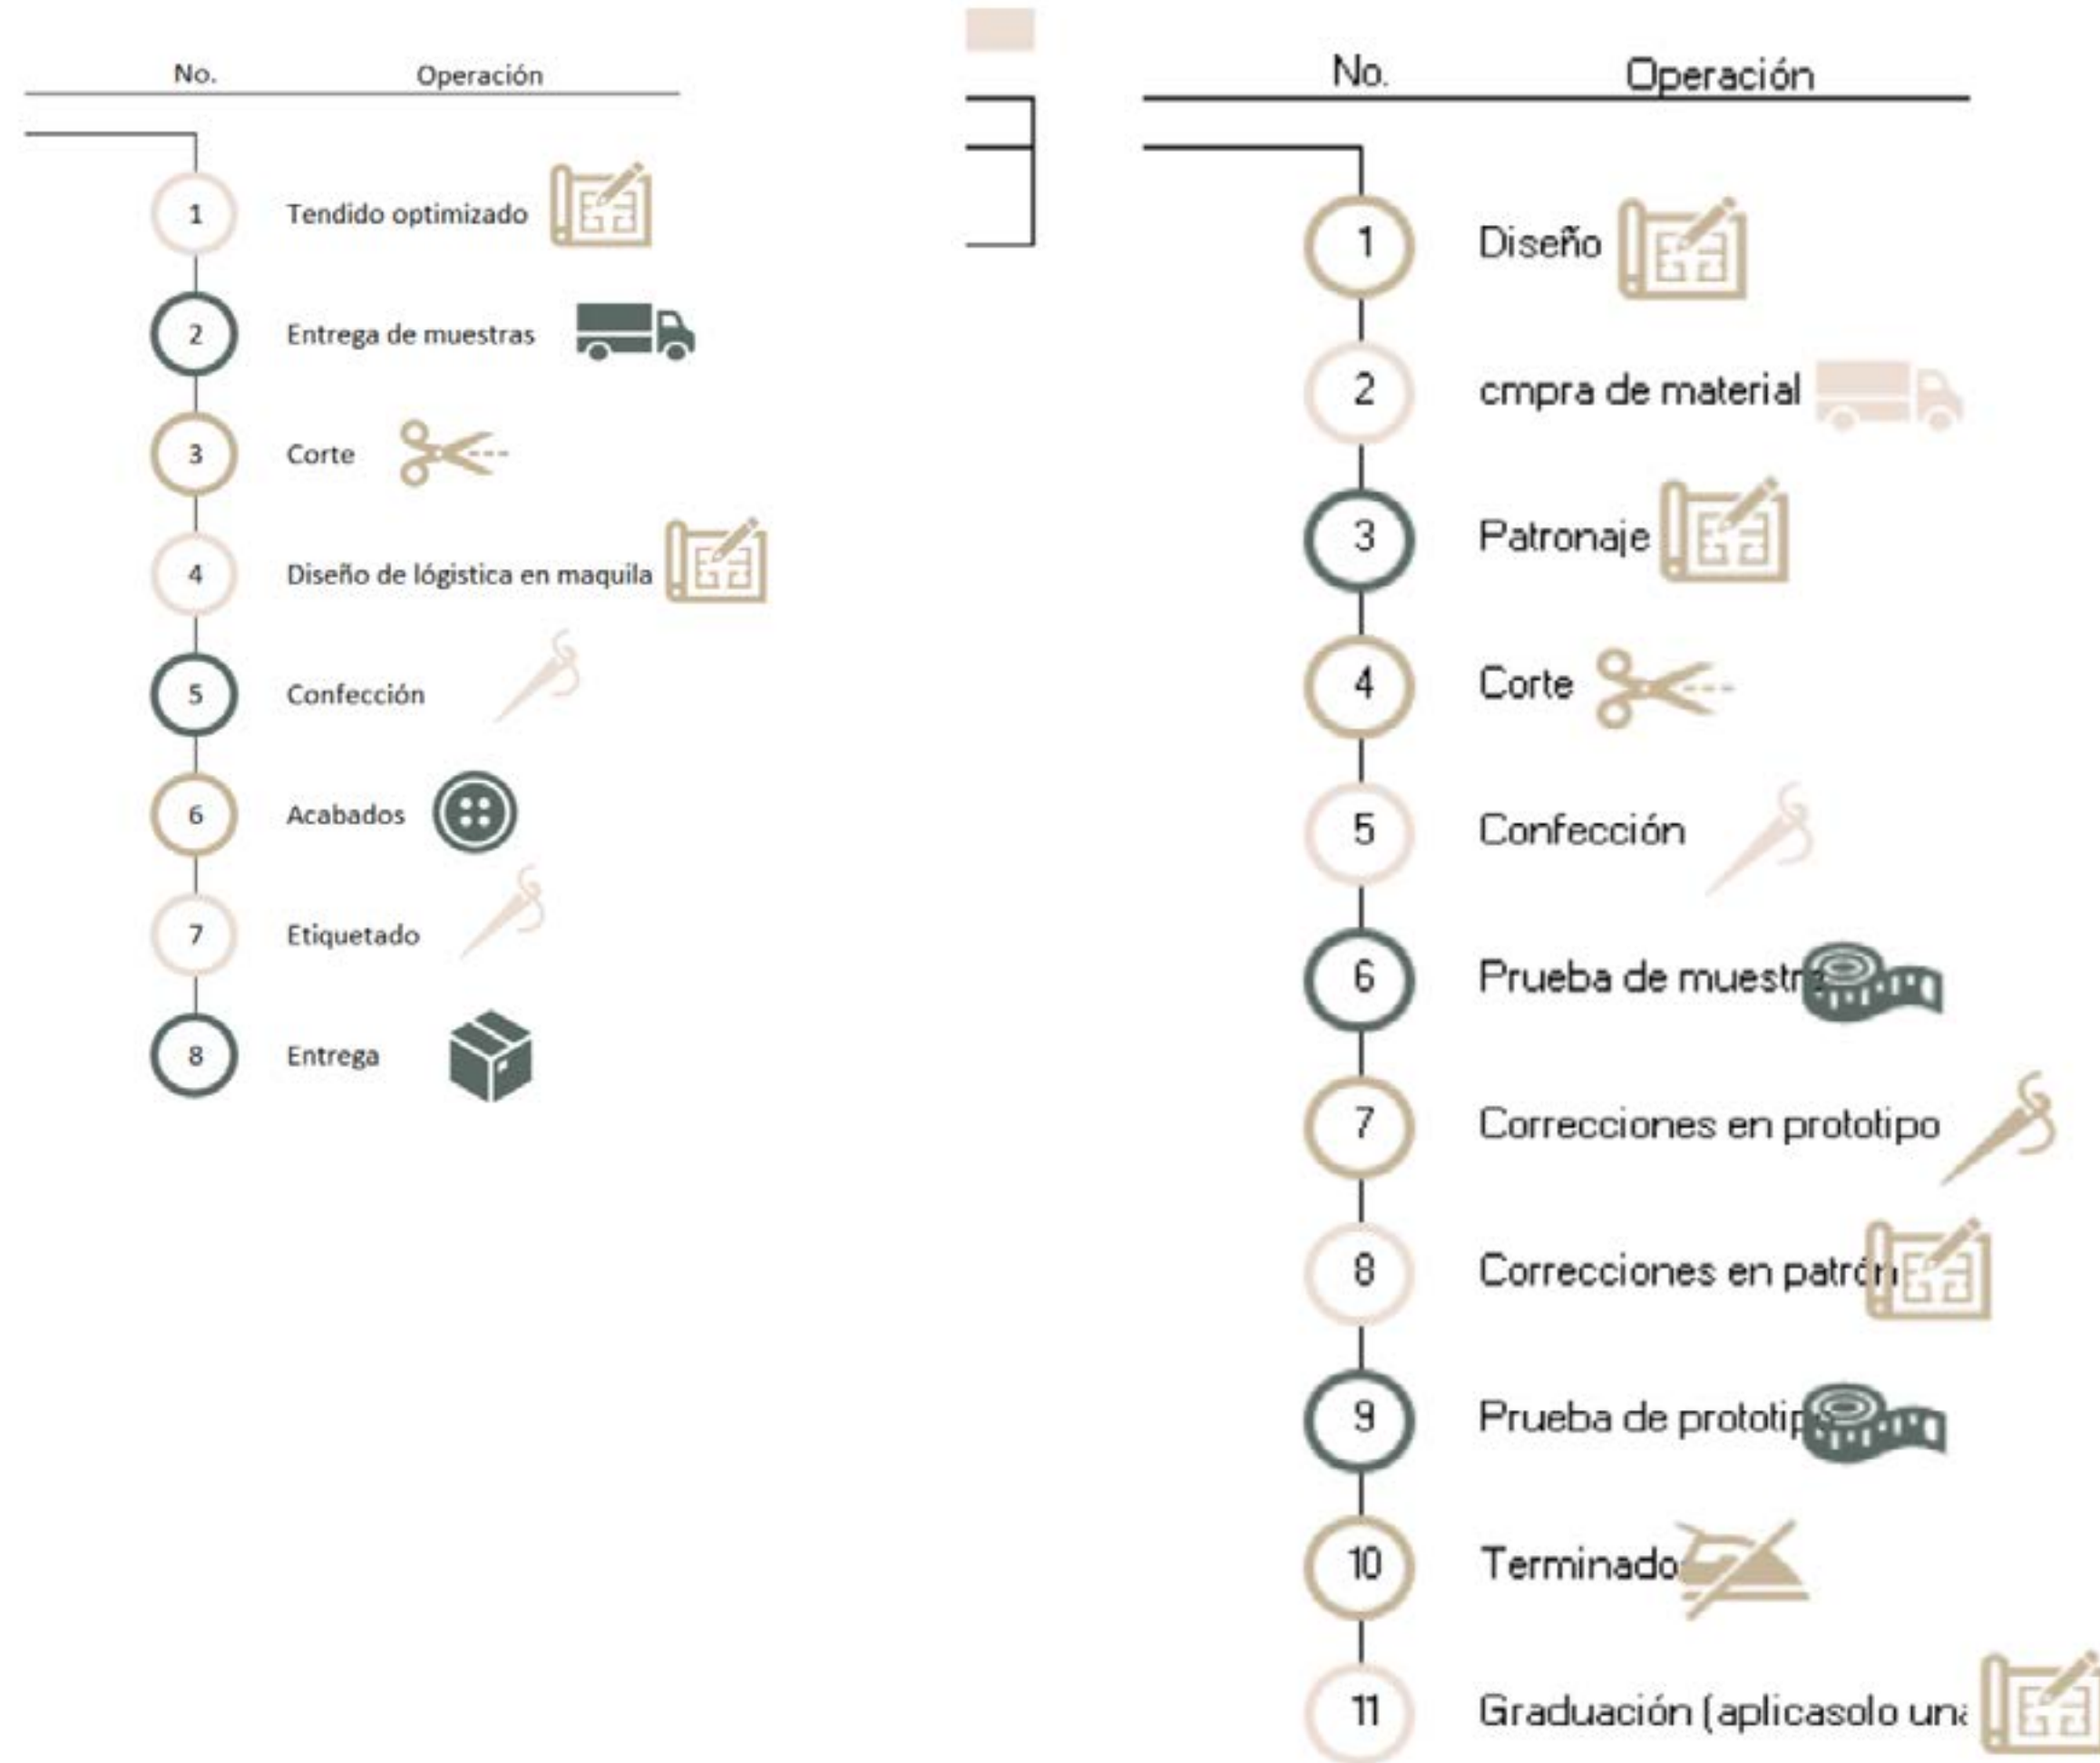 No. Operación
1 Tendido optimizado
2 Entrega de muestras
3 Corte
4 Diseño de lógistica en maquila
5 Confección
6 Acabados
7 Etiquetado
8 Entrega
No. Operación
1 Diseño
2 cmpra de material
3 Patronaje
4 Corte
5 Confección
6 Prueba de muestra
7 Correcciones en prototipo
8 Correcciones en patrón
9 Prueba de prototipo
10 Terminado
11 Graduación (aplicasolo una